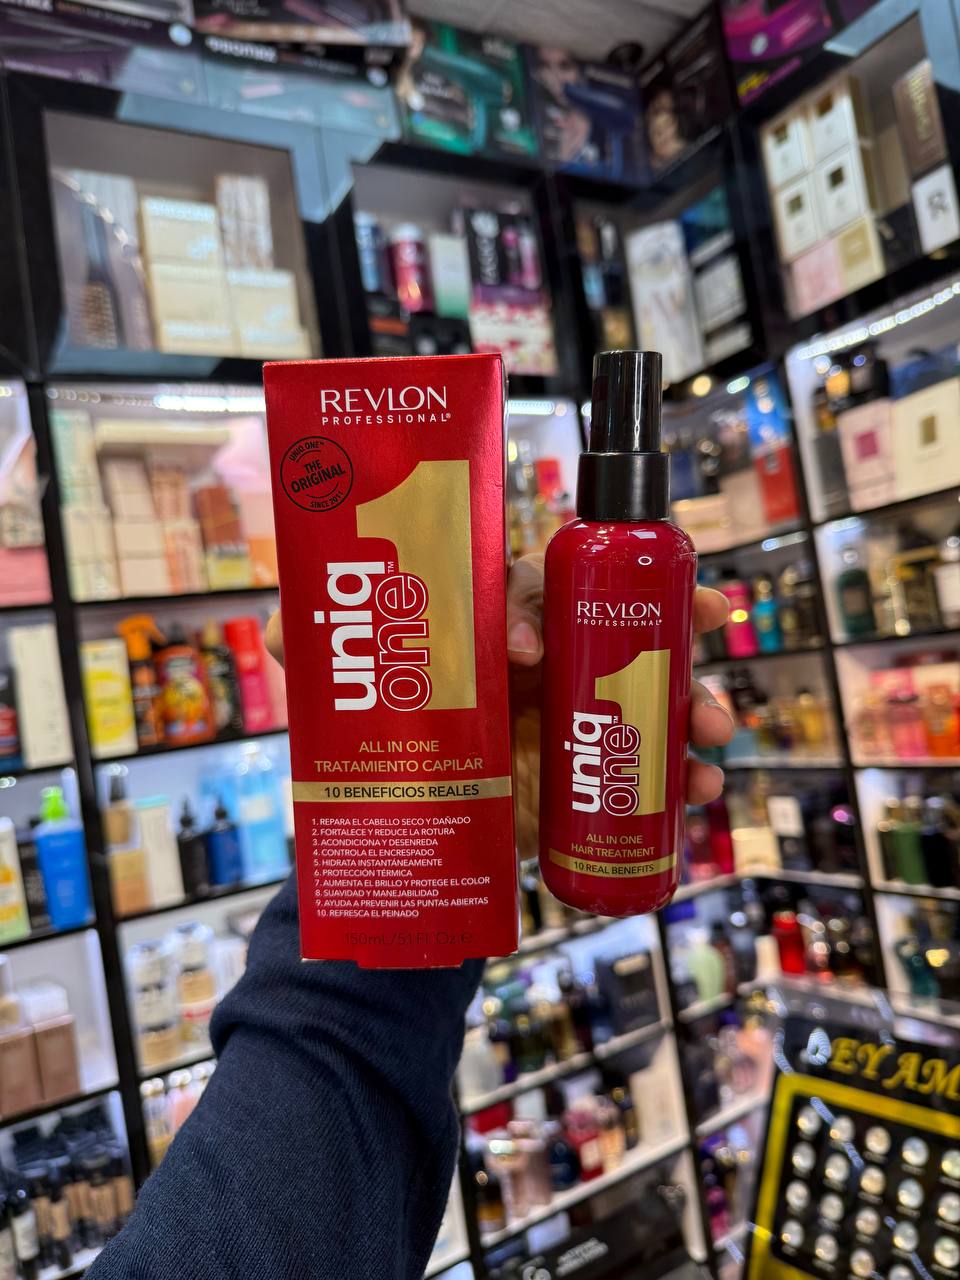 REVLON
PROFESSIONAL®
UNIQ ONE™
THE
ORIGINAL
SINCE 2011
1
uniq
one™
ALL IN ONE
TRATAMIENTO CAPILAR
10 BENEFICIOS REALES
1. REPARA EL CABELLO SECO Y DAÑADO
2. FORTALECE Y REDUCE LA ROTURA
3. ACONDICIONA Y DESENREDA
4. CONTROLA EL ENCRESPADO
5. HIDRATA INSTANTÁNEAMENTE
6. PROTECCIÓN TÉRMICA
7. AUMENTA EL BRILLO Y PROTEGE EL COLOR
8. SUAVIDAD Y MANEJABILIDAD
9. AYUDA A PREVENIR LAS PUNTAS ABIERTAS
10. REFRESCA EL PEINADO
150mL/5.1 Fl. Oz. ℮
REVLON
PROFESSIONAL®
1
uniq
one™
ALL IN ONE
HAIR TREATMENT
10 REAL BENEFITS